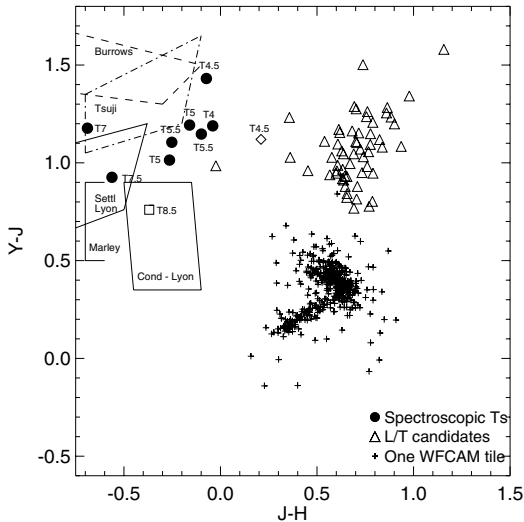 1.5
1.0
0.5
0.0
-0.5
Y-J
-0.5
0.0
0.5
1.0
1.5
J-H
Burrows
Tsuji
T4.5
T7
T5
T4
T5.5
T5.5
T5
T4.5
T7.5
Settl
Lyon
T8.5
Marley
Cond - Lyon
Spectroscopic Ts
L/T candidates
One WFCAM tile